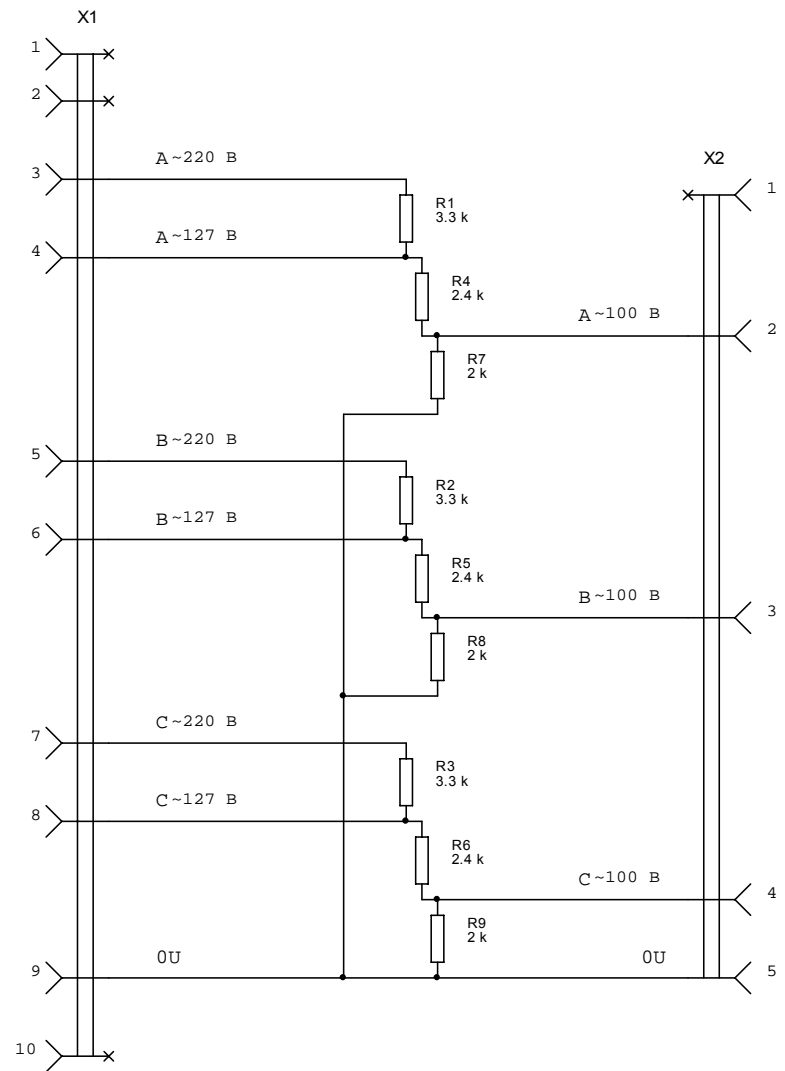 X1
1
2
A~220 В
3
X2
1
R1
3.3 k
A~127 В
4
R4
2.4 k
A~100 В
2
R7
2 k
B~220 В
5
R2
3.3 k
B~127 В
6
R5
2.4 k
B~100 В
3
R8
2 k
C~220 В
7
R3
3.3 k
C~127 В
8
R6
2.4 k
C~100 В
4
R9
2 k
0U
0U
9
5
10